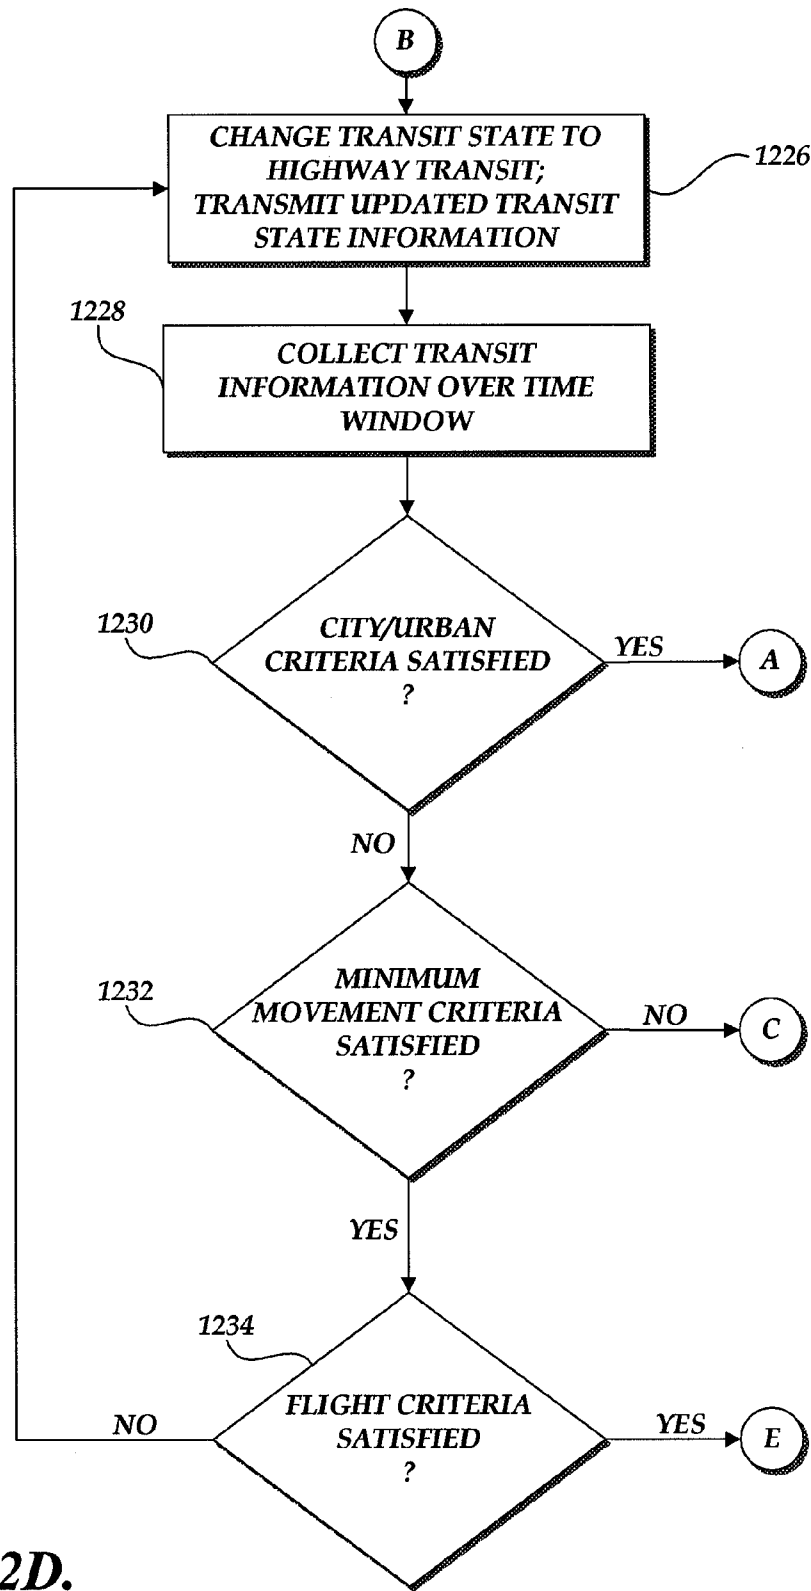 B
CHANGE TRANSIT STATE TO
HIGHWAY TRANSIT;
TRANSMIT UPDATED TRANSIT
STATE INFORMATION
1226
1228
COLLECT TRANSIT
INFORMATION OVER TIME
WINDOW
1230
CITY/URBAN
CRITERIA SATISFIED
?
YES
A
NO
1232
MINIMUM
MOVEMENT CRITERIA
SATISFIED
?
NO
C
YES
1234
FLIGHT CRITERIA
SATISFIED
?
NO
YES
E
2D.